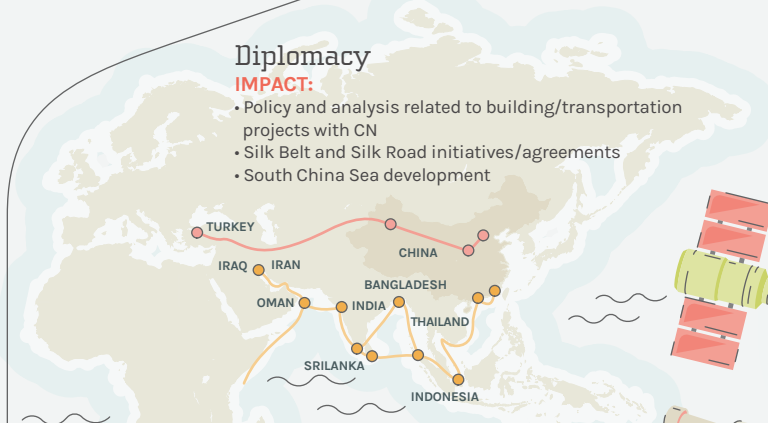 Diplomacy
IMPACT:
• Policy and analysis related to building/transportation
projects with CN
• Silk Belt and Silk Road initiatives/agreements
• South China Sea development
TURKEY
CHINA
IRAQ
IRAN
BANGLADESH
OMAN
INDIA
THAILAND
SRILANKA
INDONESIA